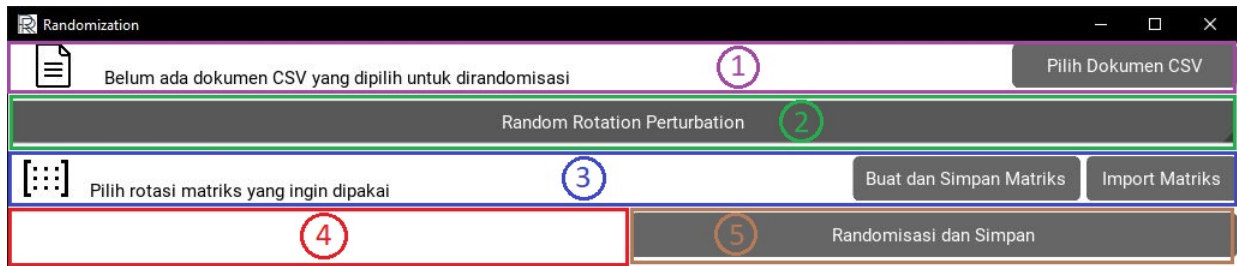 Randomization
Belum ada dokumen CSV yang dipilih untuk dirandomisasi 1 Pilih Dokumen CSV
Random Rotation Perturbation 2
Pilih rotasi matriks yang ingin dipakai 3 Buat dan Simpan Matriks Import Matriks
4 5 Randomisasi dan Simpan